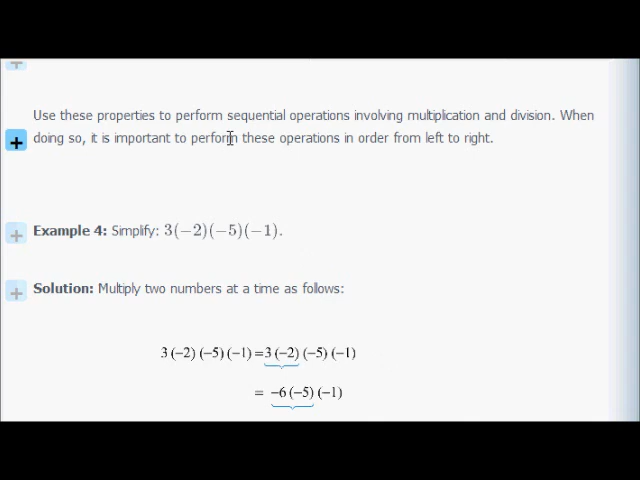 Use these properties to perform sequential operations involving multiplication and division. When
doing so, it is important to perform these operations in order from left to right.
Example 4: Simplify: 3(−2)(−5)(−1).
Solution: Multiply two numbers at a time as follows:
3 (−2) (−5) (−1) = 3 (−2) (−5) (−1)
= −6 (−5) (−1)